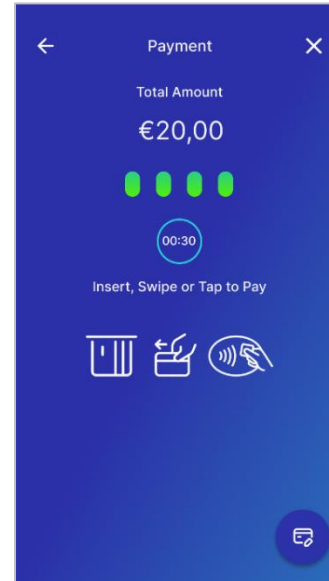 Payment
Total Amount
€20,00
00:30
Insert, Swipe or Tap to Pay